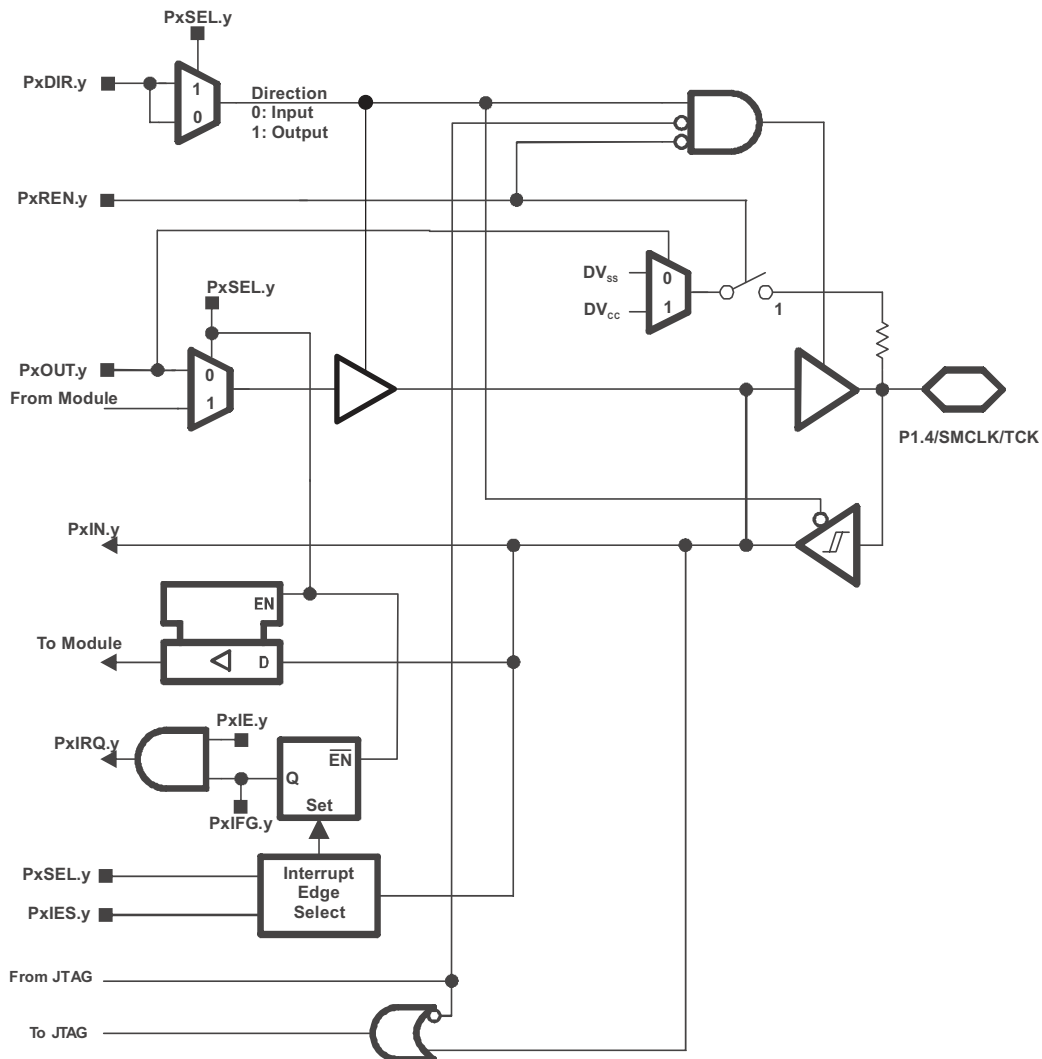 PxSEL.y
PxDIR.y
1
0
Direction
0: Input
1: Output
PxREN.y
DVss
0
DVcc
1
1
PxSEL.y
PxOUT.y
0
From Module
1
P1.4/SMCLK/TCK
PxIN.y
EN
To Module
D
PxIE.y
PxIRQ.y
EN
Q
Set
PxIFG.y
PxSEL.y
Interrupt
Edge
Select
PxIES.y
From JTAG
To JTAG